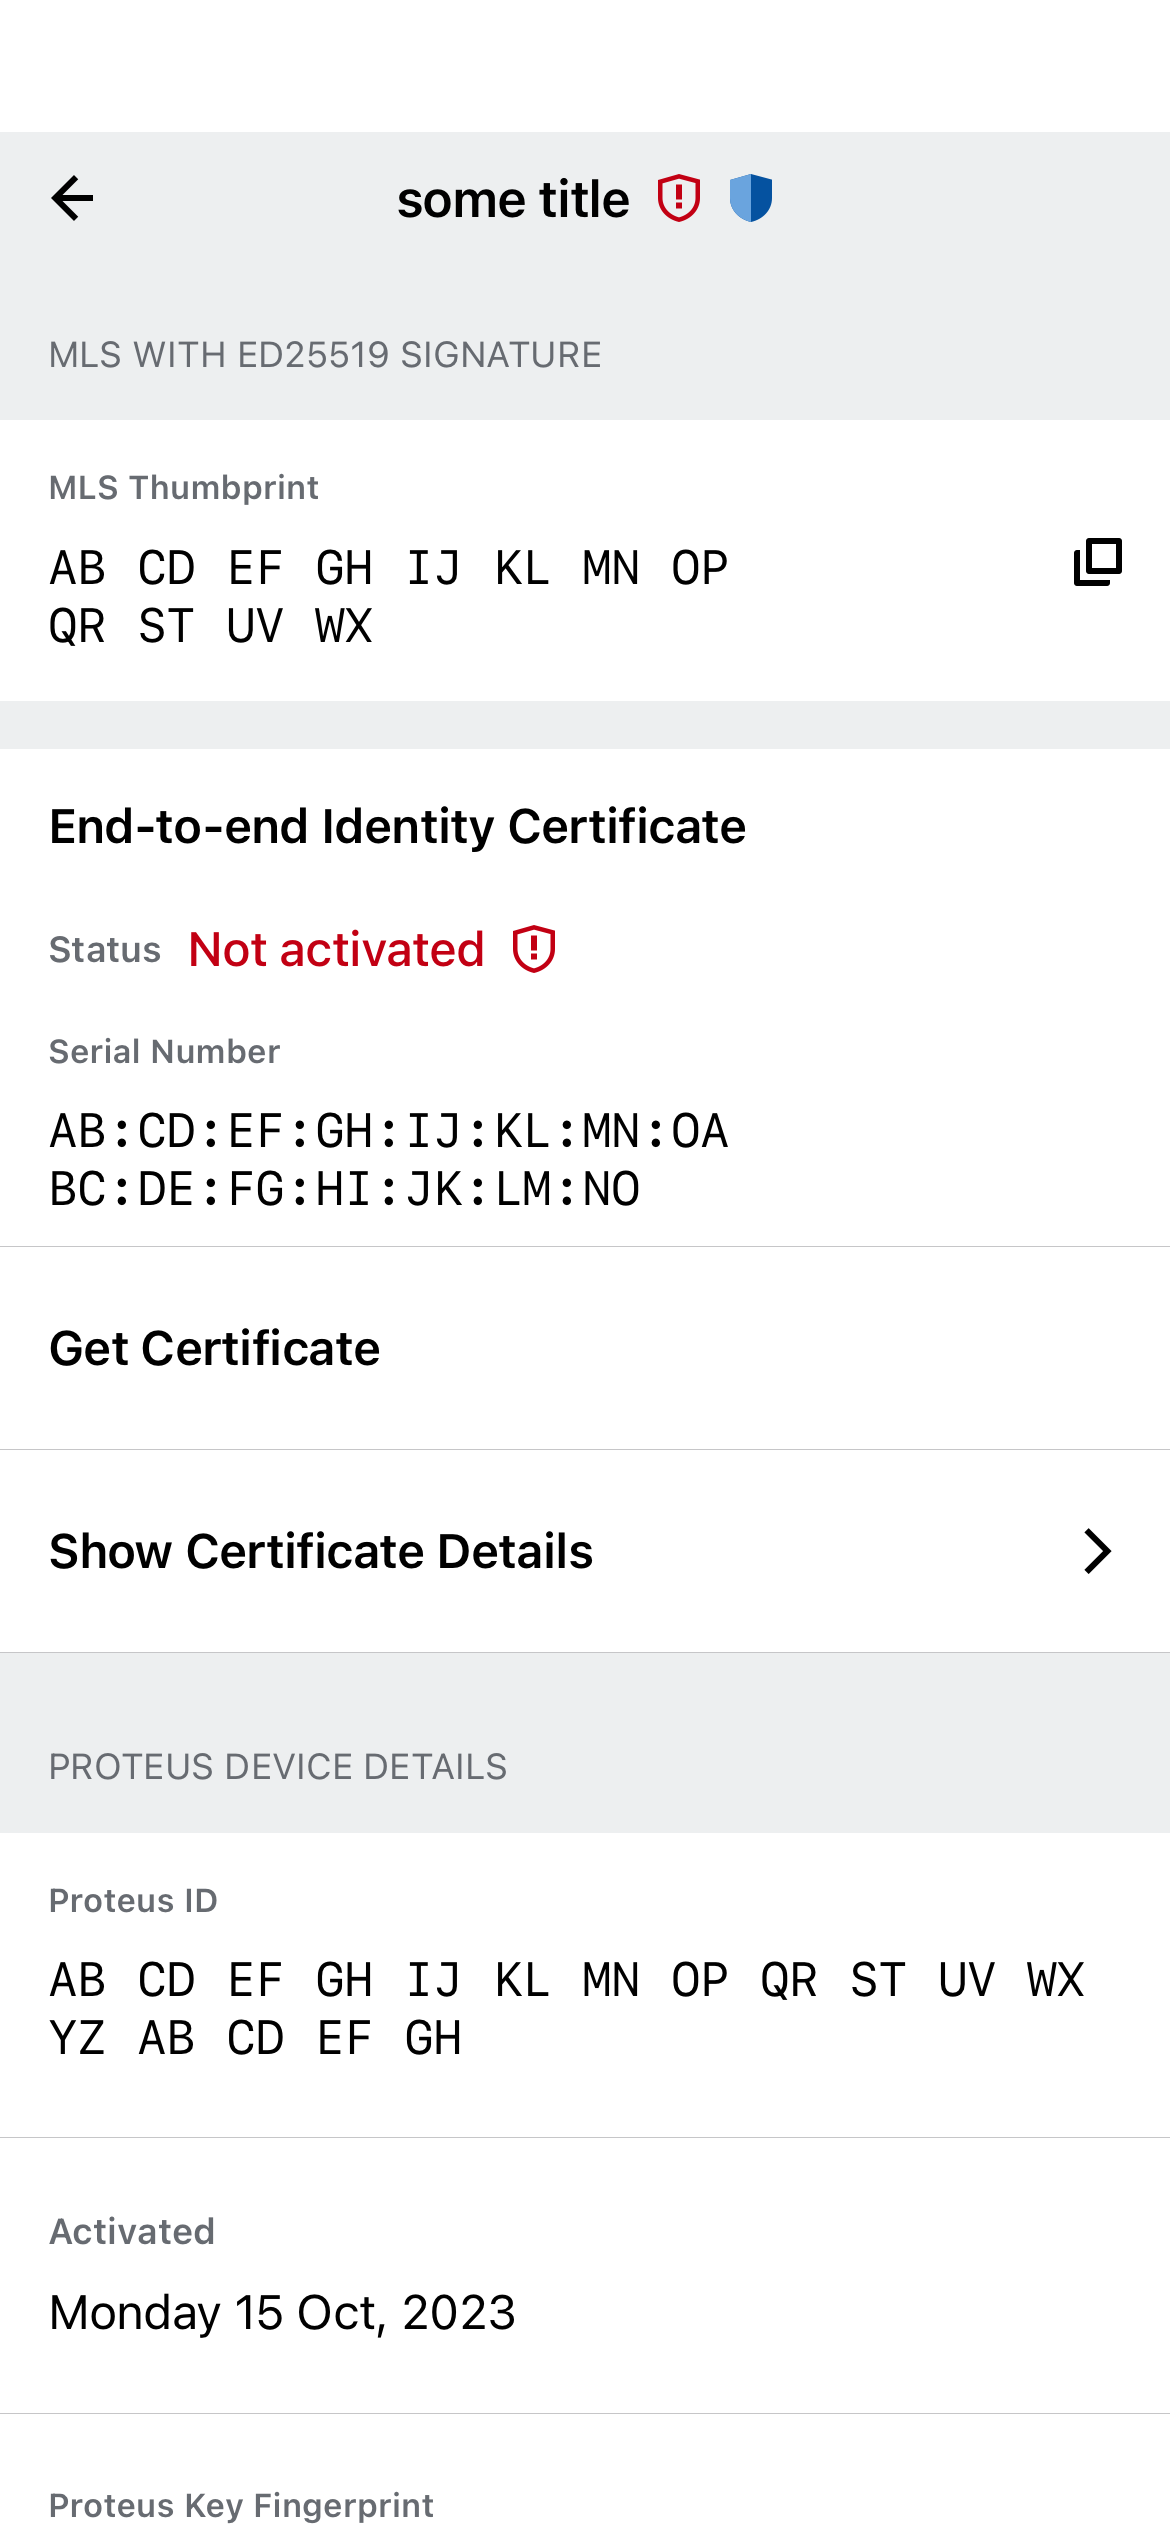 some title
MLS WITH ED25519 SIGNATURE
MLS Thumbprint
AB CD EF GH IJ KL MN OP
QR ST UV WX
End-to-end Identity Certificate
Status Not activated
Serial Number
AB:CD:EF:GH:IJ:KL:MN:OA
BC:DE:FG:HI:JK:LM:NO
Get Certificate
Show Certificate Details
PROTEUS DEVICE DETAILS
Proteus ID
AB CD EF GH IJ KL MN OP QR ST UV WX
YZ AB CD EF GH
Activated
Monday 15 Oct, 2023
Proteus Key Fingerprint